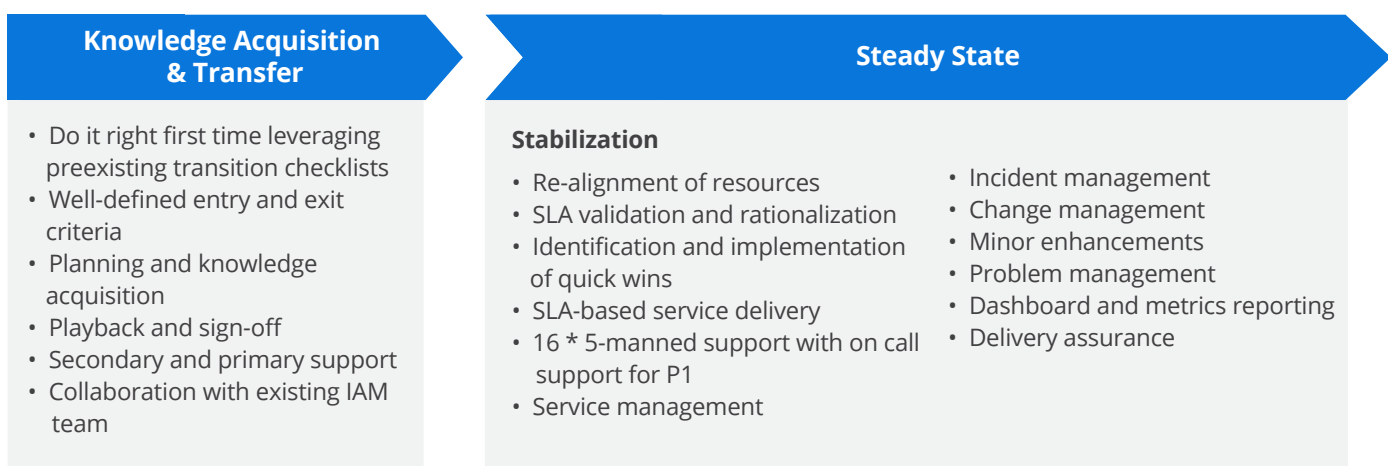 Knowledge Acquisition
& Transfer
• Do it right first time leveraging
preexisting transition checklists
• Well-defined entry and exit
criteria
• Planning and knowledge
acquisition
• Playback and sign-off
• Secondary and primary support
• Collaboration with existing IAM
team
Steady State
Stabilization
• Re-alignment of resources
• SLA validation and rationalization
• Identification and implementation
of quick wins
• SLA-based service delivery
• 16 * 5-manned support with on call
support for P1
• Service management
• Incident management
• Change management
• Minor enhancements
• Problem management
• Dashboard and metrics reporting
• Delivery assurance